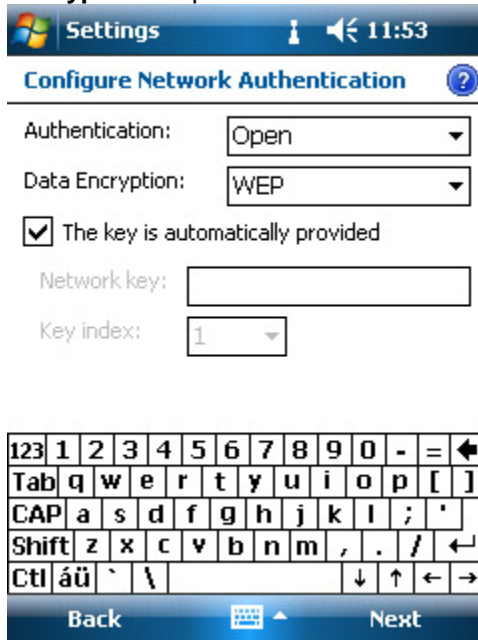 Settings 11:53
Configure Network Authentication ?
Authentication: Open
Data Encryption: WEP
The key is automatically provided
Network key:
Key index: 1
123 1 2 3 4 5 6 7 8 9 0 - = 
Tab q w e r t y u i o p [ ]
CAP a s d f g h j k l ; '
Shift z x c v b n m , . / ↵
Ctl áü ` \ ↓ ↑ ← →
Back Next